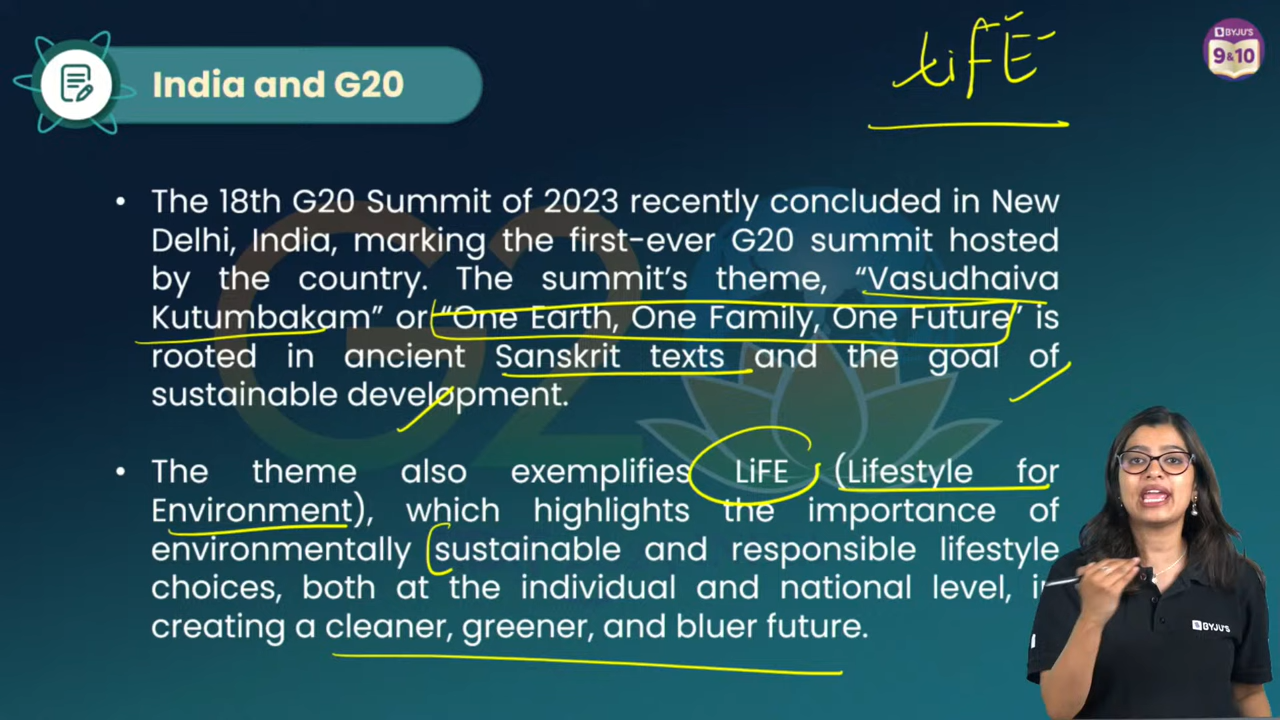 LiFE
BYJU'S
9&10
India and G20
• The 18th G20 Summit of 2023 recently concluded in New
Delhi, India, marking the first-ever G20 summit hosted
by the country. The summit's theme, “Vasudhaiva
Kutumbakam” or “One Earth, One Family, One Future” is
rooted in ancient Sanskrit texts and the goal of
sustainable development.
• The theme also exemplifies LiFE (Lifestyle for
Environment), which highlights the importance of
environmentally sustainable and responsible lifestyle
choices, both at the individual and national level,
creating a cleaner, greener, and bluer future.
G20
BYJU'S